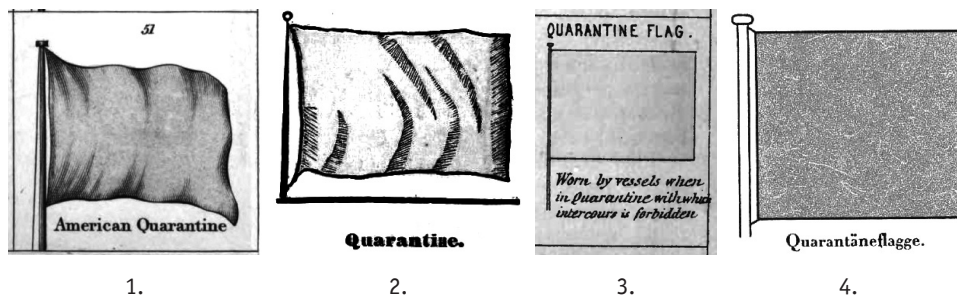 51
American Quarantine
Quarantine.
QUARANTINE FLAG.
Worn by vessels when
in Quarantine with which
intercours is forbidden
Quarantäneflagge.
1. 2. 3. 4.